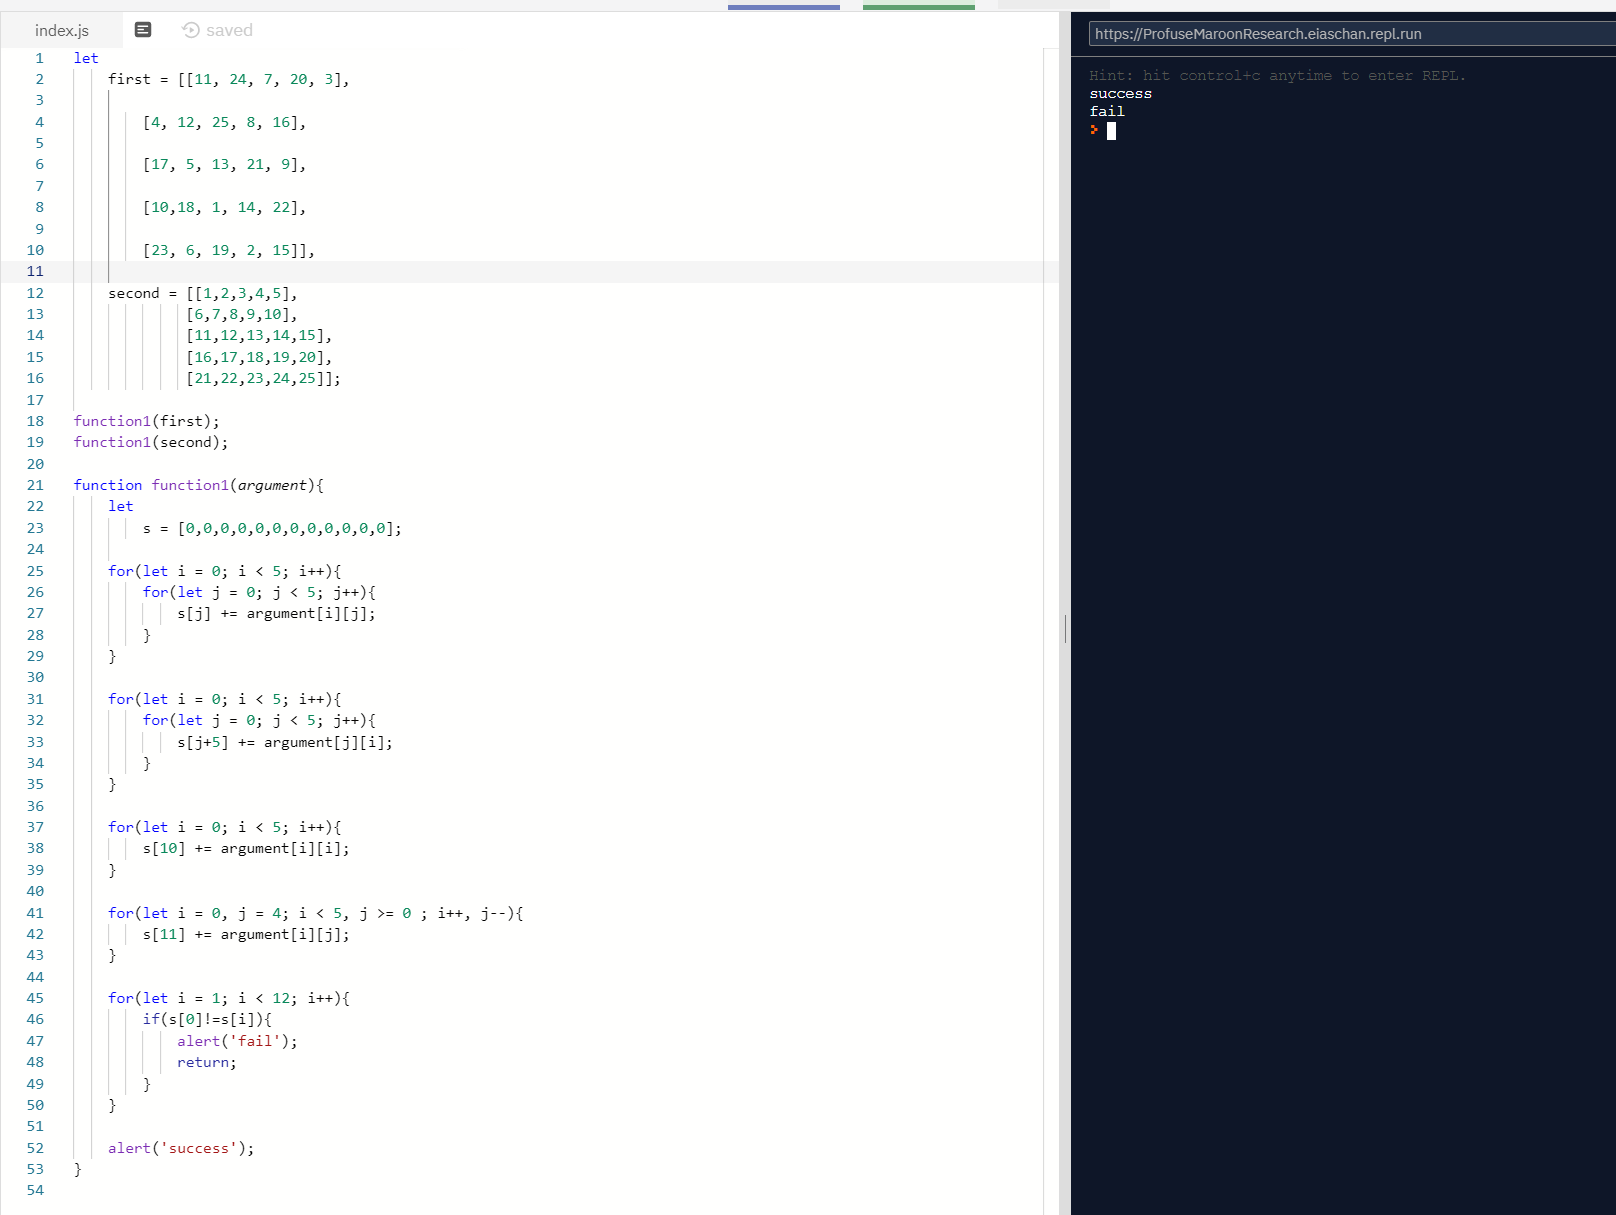 index.js
saved
https://ProfuseMaroonResearch.eiaschan.repl.run
1 let
2 first = [[11, 24, 7, 20, 3],
3
4 [4, 12, 25, 8, 16],
5
6 [17, 5, 13, 21, 9],
7
8 [10,18, 1, 14, 22],
9
10 [23, 6, 19, 2, 15]],
11
12 second = [[1,2,3,4,5],
13 [6,7,8,9,10],
14 [11,12,13,14,15],
15 [16,17,18,19,20],
16 [21,22,23,24,25]];
17
18 function1(first);
19 function1(second);
20
21 function function1(argument){
22 let
23 s = [0,0,0,0,0,0,0,0,0,0,0,0];
24
25 for(let i = 0; i < 5; i++){
26 for(let j = 0; j < 5; j++){
27 s[j] += argument[i][j];
28 }
29 }
30
31 for(let i = 0; i < 5; i++){
32 for(let j = 0; j < 5; j++){
33 s[j+5] += argument[j][i];
34 }
35 }
36
37 for(let i = 0; i < 5; i++){
38 s[10] += argument[i][i];
39 }
40
41 for(let i = 0, j = 4; i < 5, j >= 0 ; i++, j--){
42 s[11] += argument[i][j];
43 }
44
45 for(let i = 1; i < 12; i++){
46 if(s[0]!=s[i]){
47 alert('fail');
48 return;
49 }
50 }
51
52 alert('success');
53 }
54
Hint: hit control+c anytime to enter REPL.
success
fail
>